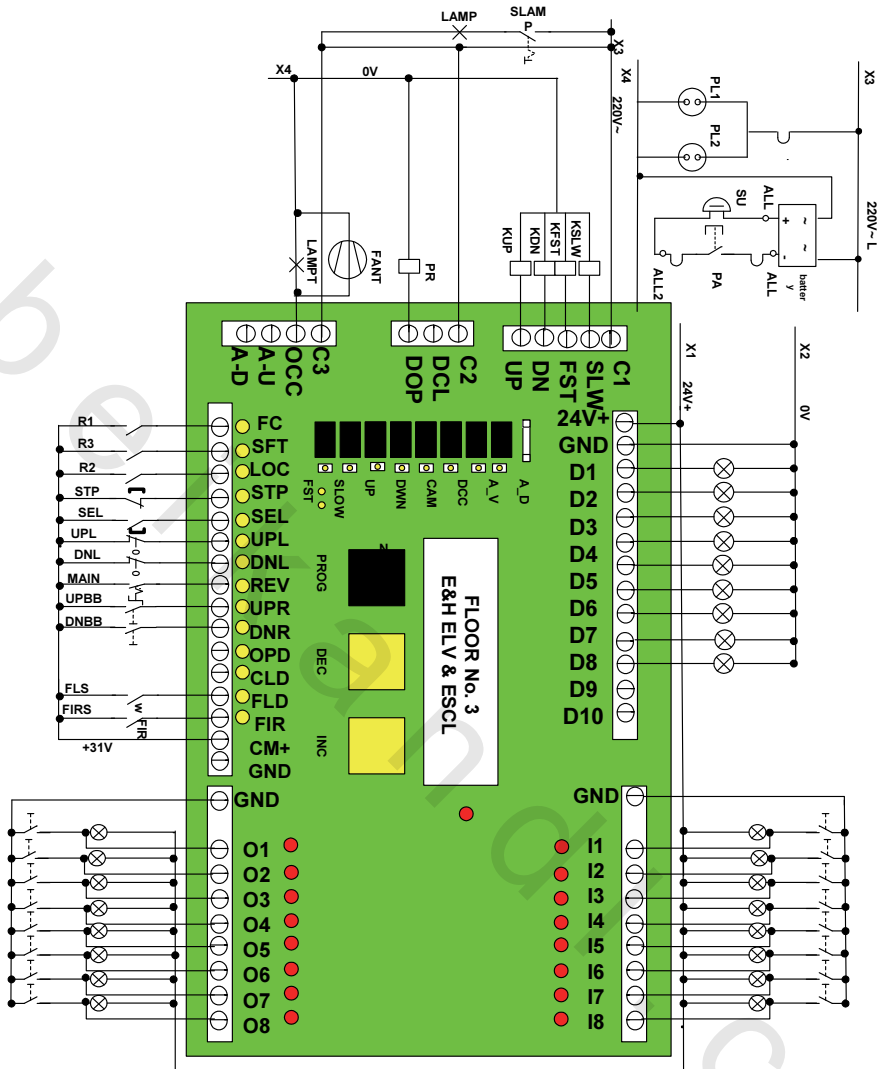 LAMP
SLAM
P
X3
X4
0V
X4
220V~
PL1
PL2
X3
220V~ L
SU
ALL
+
~
~
-
batter
y
PA
ALL
ALL2
KUP
KDN
KFST
KSLW
LAMPT
FANT
PR
X1
24V+
X2
0V
A-D
A-U
OCC
C3
DOP
DCL
C2
UP
DN
FST
SLW
C1
R1
R3
R2
STP
SEL
UPL
DNL
MAIN
UPBB
DNBB
FLS
FIRS
W
FIR
+31V
FC
SFT
LOC
STP
SEL
UPL
DNL
REV
UPR
DNR
OPD
CLD
FLD
FIR
CM+
GND
FST
SLOW
UP
DWN
CAM
DCC
A_V
A_D
PROG
DEC
INC
FLOOR No. 3
E&H ELV & ESCL
24V+
GND
D1
D2
D3
D4
D5
D6
D7
D8
D9
D10
GND
O1
O2
O3
O4
O5
O6
O7
O8
GND
I1
I2
I3
I4
I5
I6
I7
I8